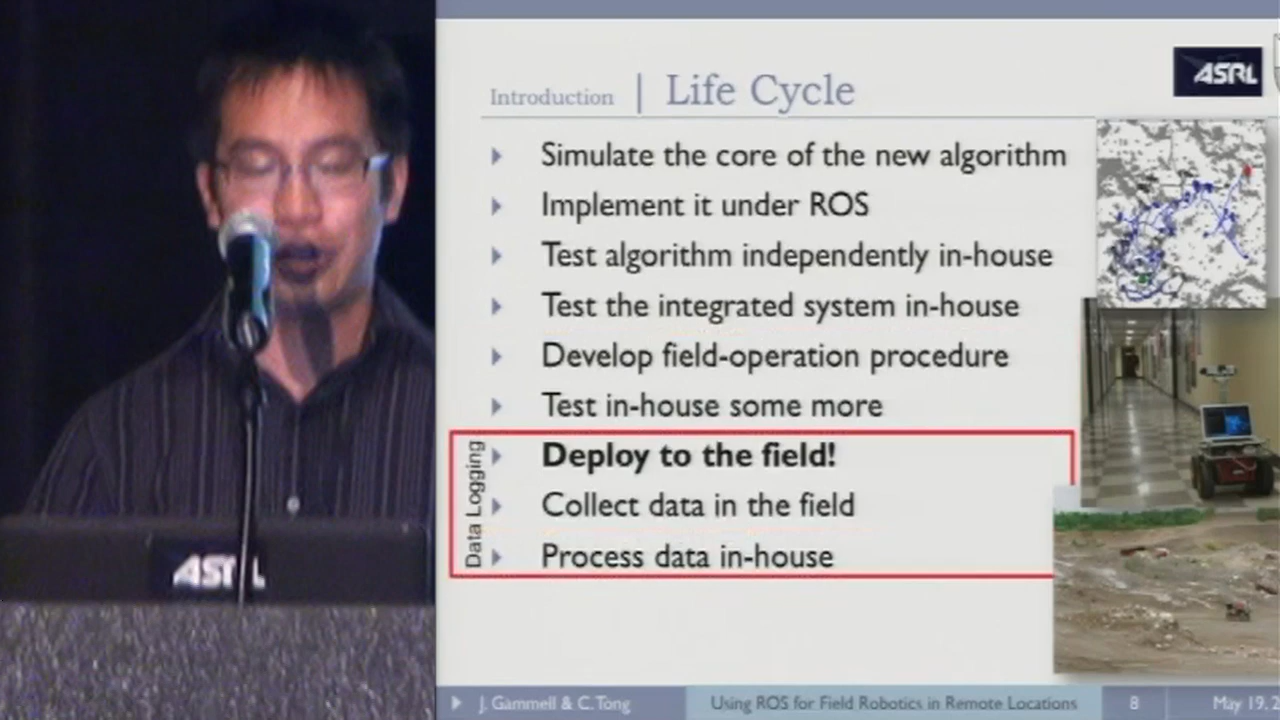 Introduction | Life Cycle
ASRL
Simulate the core of the new algorithm
Implement it under ROS
Test algorithm independently in-house
Test the integrated system in-house
Develop field-operation procedure
Test in-house some more
Data Logging
Deploy to the field!
Collect data in the field
Process data in-house
J. Gammell & C. Tong
Using ROS for Field Robotics in Remote Locations
8
May 19, 2